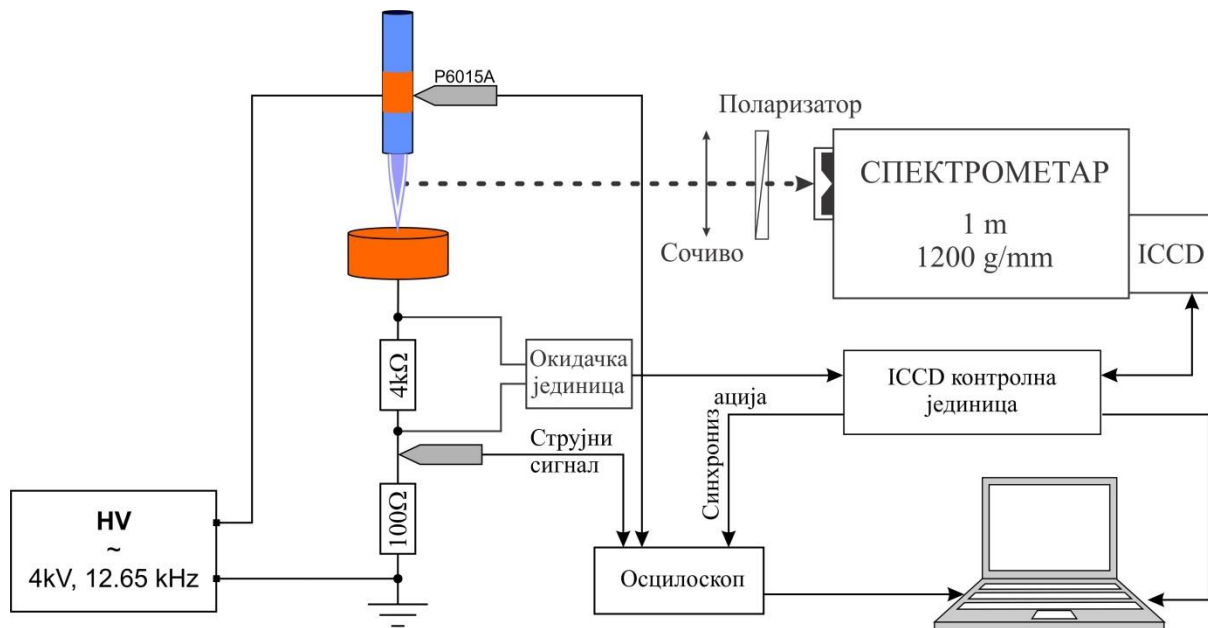 P6015A
Поларизатор
Сочиво
СПЕКТРОМЕТАР
1 m
1200 g/mm
ICCD
4kΩ
Окидачка
јединица
ICCD контролна
јединица
Синхрониз
ација
Струјни
сигнал
100Ω
HV
~
4kV, 12.65 kHz
Осцилоскоп